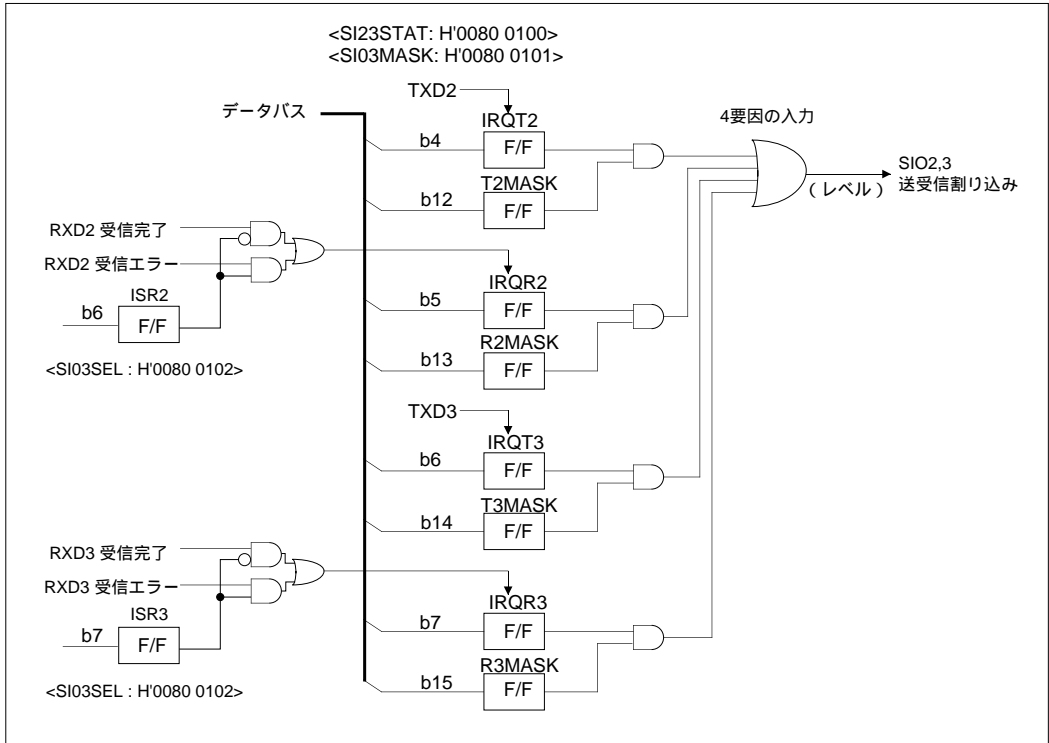 <SI23STAT: H'0080 0100>
<SI03MASK: H'0080 0101>
TXD2
データバス
IRQT2
4要因の入力
b4
F/F
SIO2,3
送受信割り込み
(レベル)
T2MASK
b12
F/F
RXD2 受信完了
RXD2 受信エラー
ISR2
b6
F/F
IRQR2
b5
F/F
R2MASK
b13
F/F
<SI03SEL : H'0080 0102>
TXD3
IRQT3
b6
F/F
T3MASK
b14
F/F
RXD3 受信完了
RXD3 受信エラー
ISR3
b7
F/F
IRQR3
b7
F/F
R3MASK
b15
F/F
<SI03SEL : H'0080 0102>